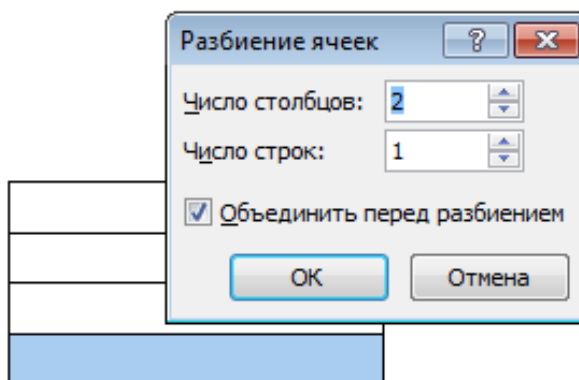 Разбиение ячеек
Число столбцов: 2
Число строк: 1
Объединить перед разбиением
ОК Отмена